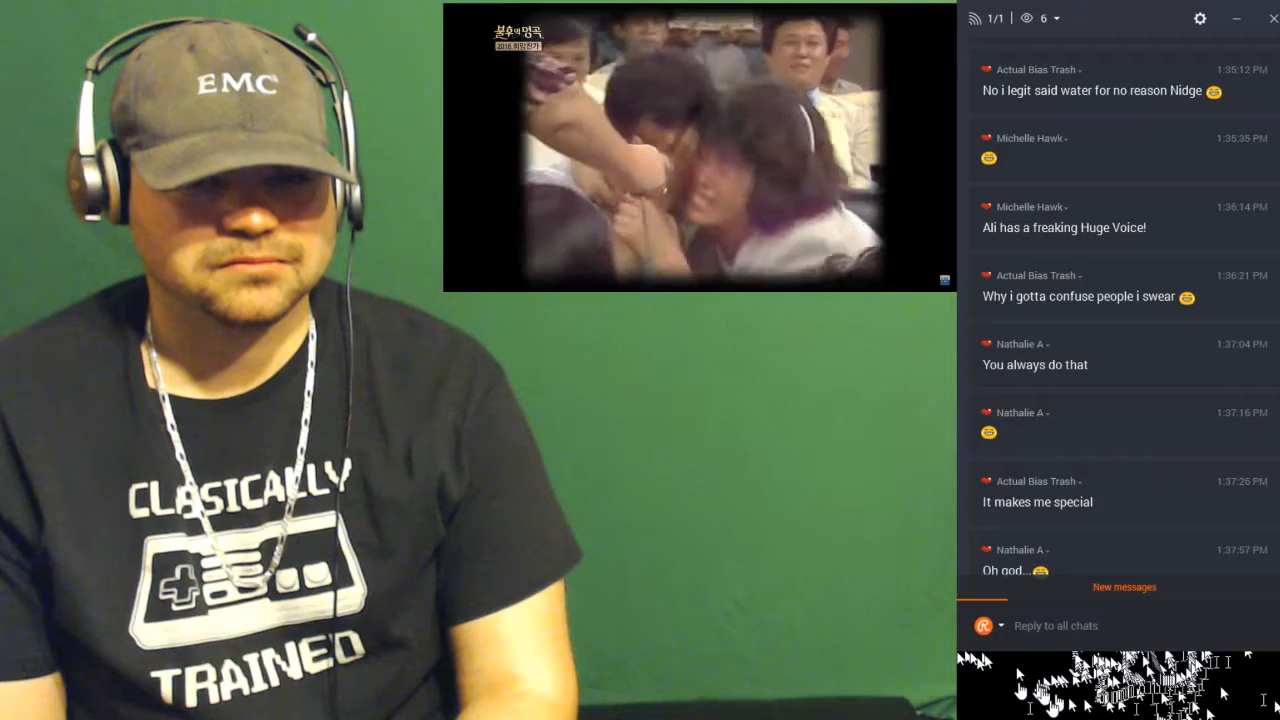 EMC
CLASICALLY
TRAINED
불후의 명곡
2016 희망전가
1/1
6
Actual Bias Trash
1:35:12 PM
No i legit said water for no reason Nidge 😂
Michelle Hawk
1:35:35 PM
😂
Michelle Hawk
1:36:14 PM
Ali has a freaking Huge Voice!
Actual Bias Trash
1:36:21 PM
Why i gotta confuse people i swear 😂
Nathalie A
1:37:04 PM
You always do that
Nathalie A
1:37:16 PM
😂
Actual Bias Trash
1:37:26 PM
It makes me special
Nathalie A
1:37:57 PM
Oh god...😂
New messages
Reply to all chats